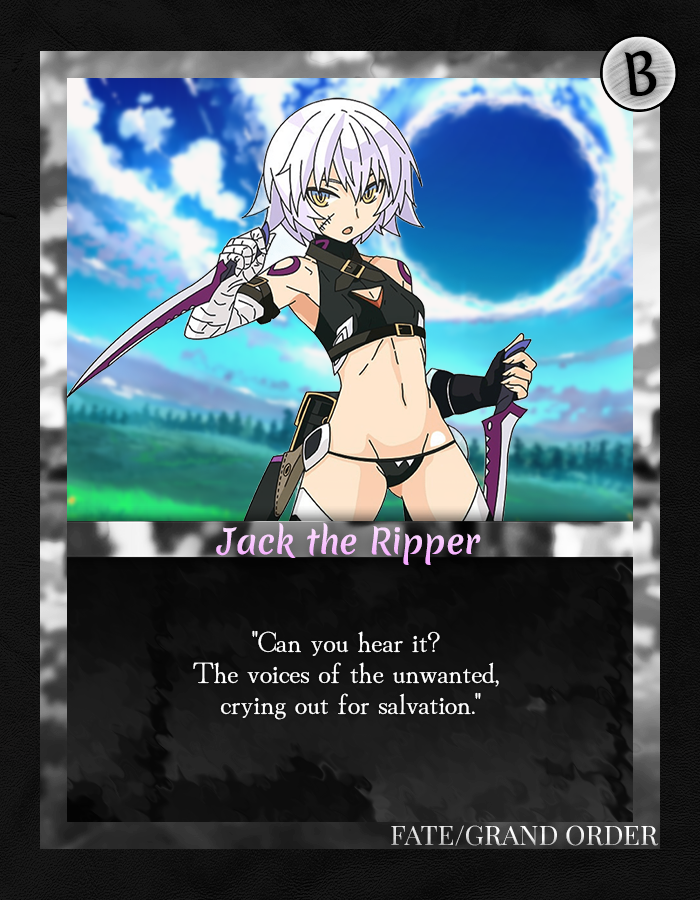 B
Jack the Ripper
"Can you hear it?
The voices of the unwanted,
crying out for salvation."
FATE/GRAND ORDER